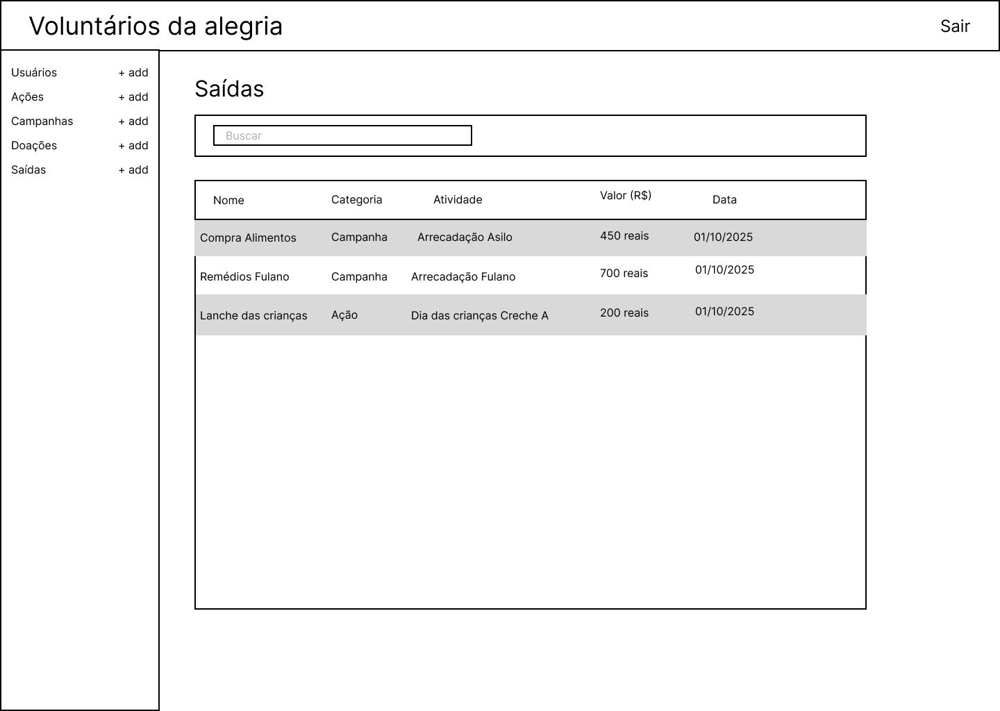 Voluntários da alegria
Sair
Usuários + add
Ações + add
Campanhas + add
Doações + add
Saídas + add
Saídas
Buscar
Nome Categoria Atividade Valor (R$) Data
Compra Alimentos Campanha Arrecadação Asilo 450 reais 01/10/2025
Remédios Fulano Campanha Arrecadação Fulano 700 reais 01/10/2025
Lanche das crianças Ação Dia das crianças Creche A 200 reais 01/10/2025